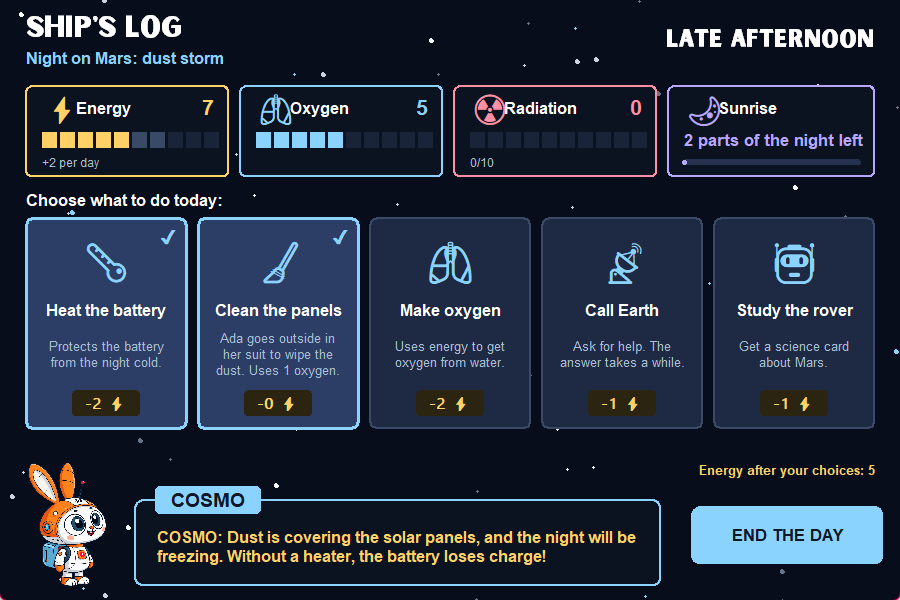 SHIP'S LOG
Night on Mars: dust storm
LATE AFTERNOON
Energy 7
+2 per day
Oxygen 5
Radiation 0
0/10
Sunrise
2 parts of the night left
Choose what to do today:
Heat the battery
Protects the battery
from the night cold.
-2
Clean the panels
Ada goes outside in
her suit to wipe the
dust. Uses 1 oxygen.
-0
Make oxygen
Uses energy to get
oxygen from water.
-2
Call Earth
Ask for help. The
answer takes a while.
-1
Study the rover
Get a science card
about Mars.
-1
Energy after your choices: 5
COSMO
COSMO: Dust is covering the solar panels, and the night will be
freezing. Without a heater, the battery loses charge!
END THE DAY